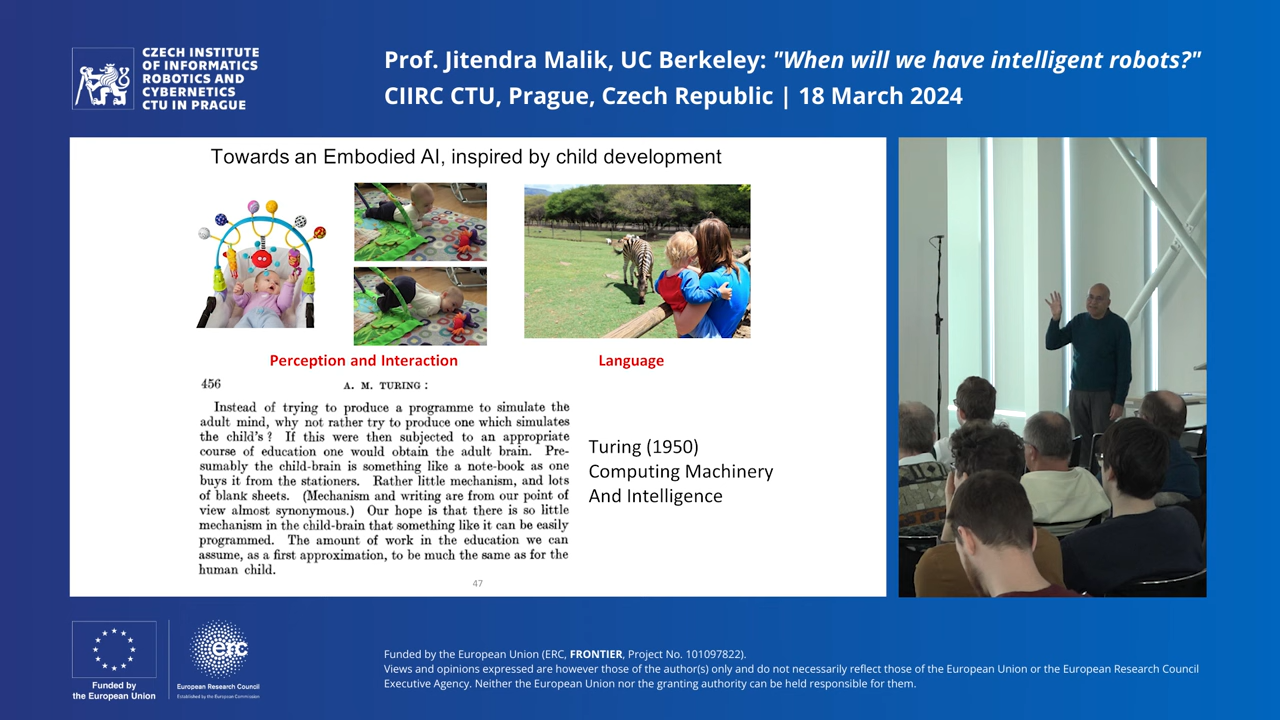 CZECH INSTITUTE
OF INFORMATICS
ROBOTICS AND
CYBERNETICS
CTU IN PRAGUE
Prof. Jitendra Malik, UC Berkeley: "When will we have intelligent robots?"
CIIRC CTU, Prague, Czech Republic | 18 March 2024
Towards an Embodied AI, inspired by child development
Perception and Interaction
Language
456
A. M. TURING :
Instead of trying to produce a programme to simulate the
adult mind, why not rather try to produce one which simulates
the child's ? If this were then subjected to an appropriate
course of education one would obtain the adult brain. Pre-
sumably the child-brain is something like a note-book as one
buys it from the stationers. Rather little mechanism, and lots
of blank sheets. (Mechanism and writing are from our point of
view almost synonymous.) Our hope is that there is so little
mechanism in the child-brain that something like it can be easily
programmed. The amount of work in the education we can
assume, as a first approximation, to be much the same as for the
human child.
Turing (1950)
Computing Machinery
And Intelligence
47
Funded by
the European Union
erc
European Research Council
Established by the European Commission
Funded by the European Union (ERC, FRONTIER, Project No. 101097822).
Views and opinions expressed are however those of the author(s) only and do not necessarily reflect those of the European Union or the European Research Council
Executive Agency. Neither the European Union nor the granting authority can be held responsible for them.